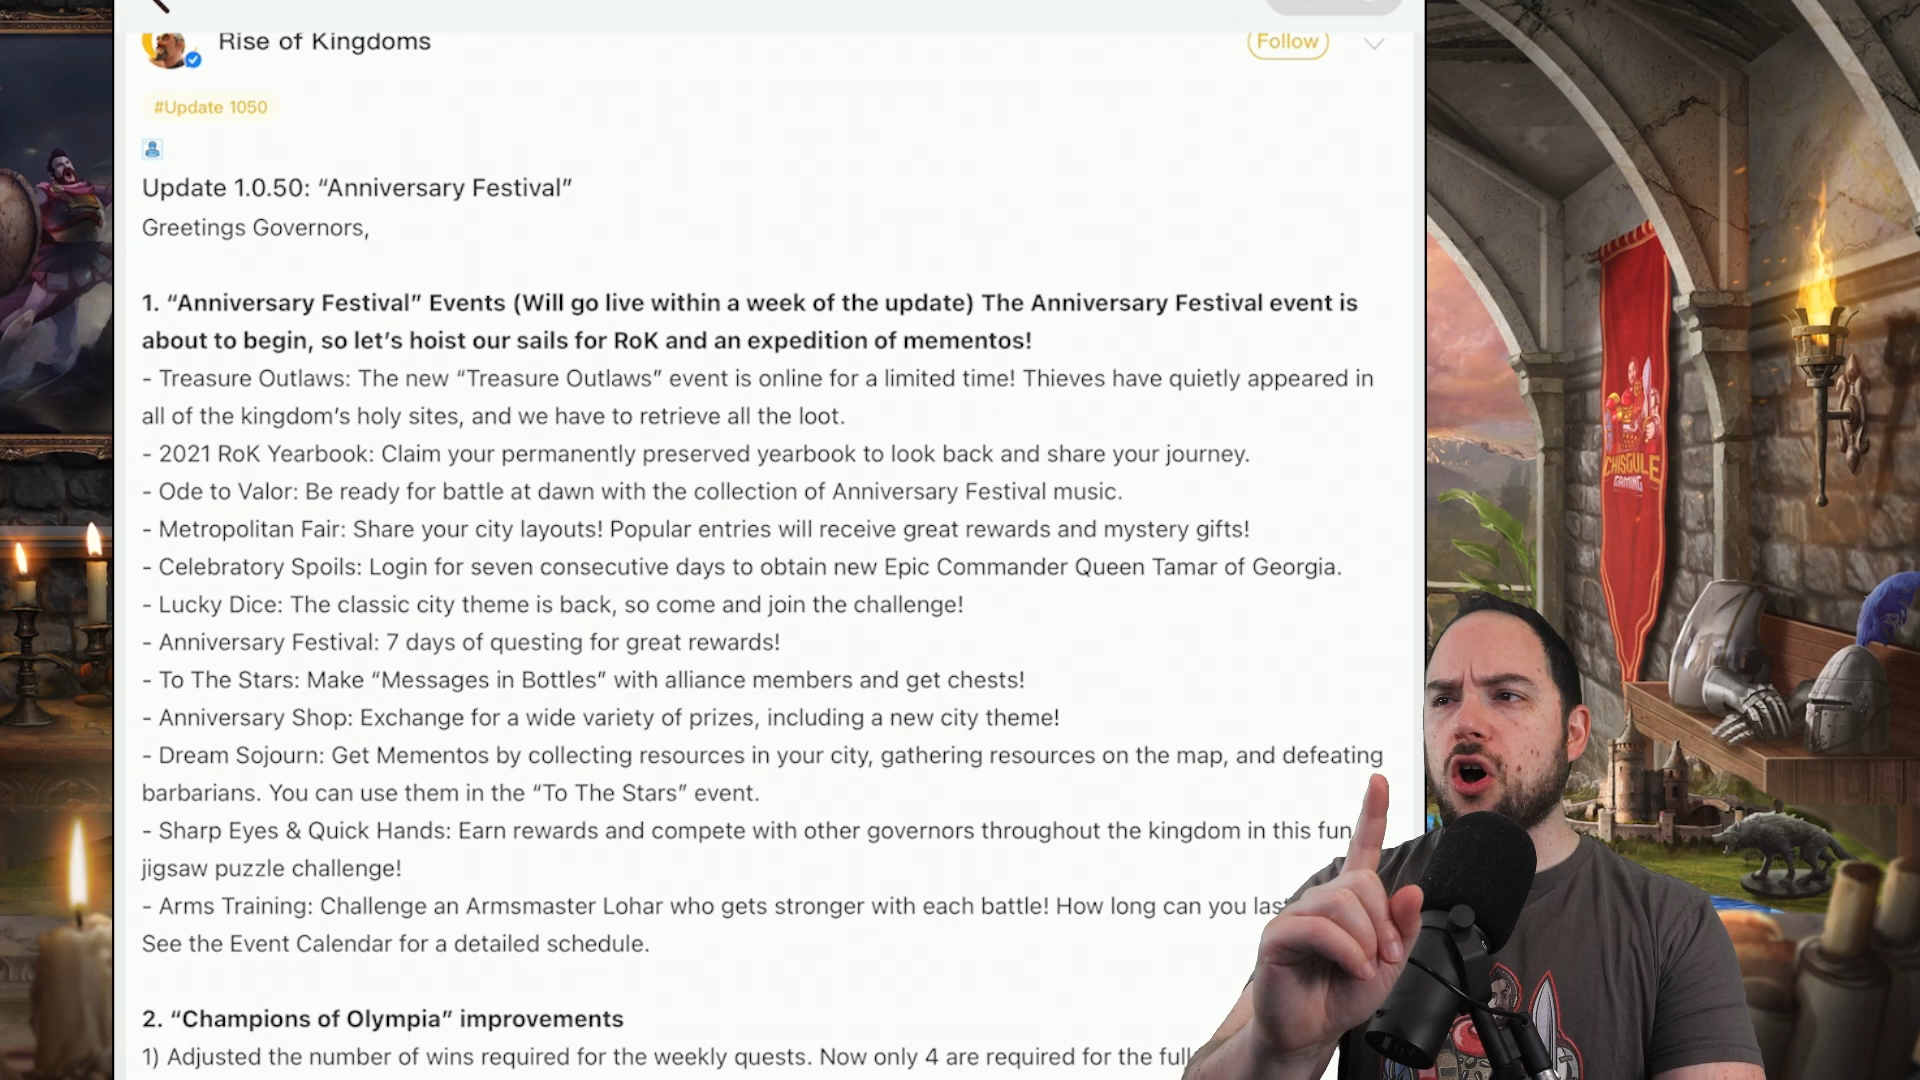 Rise of Kingdoms
Follow
#Update 1050
Update 1.0.50: “Anniversary Festival”
Greetings Governors,
1. “Anniversary Festival” Events (Will go live within a week of the update) The Anniversary Festival event is
about to begin, so let’s hoist our sails for RoK and an expedition of mementos!
- Treasure Outlaws: The new “Treasure Outlaws” event is online for a limited time! Thieves have quietly appeared in
all of the kingdom’s holy sites, and we have to retrieve all the loot.
- 2021 RoK Yearbook: Claim your permanently preserved yearbook to look back and share your journey.
- Ode to Valor: Be ready for battle at dawn with the collection of Anniversary Festival music.
- Metropolitan Fair: Share your city layouts! Popular entries will receive great rewards and mystery gifts!
- Celebratory Spoils: Login for seven consecutive days to obtain new Epic Commander Queen Tamar of Georgia.
- Lucky Dice: The classic city theme is back, so come and join the challenge!
- Anniversary Festival: 7 days of questing for great rewards!
- To The Stars: Make “Messages in Bottles” with alliance members and get chests!
- Anniversary Shop: Exchange for a wide variety of prizes, including a new city theme!
- Dream Sojourn: Get Mementos by collecting resources in your city, gathering resources on the map, and defeating
barbarians. You can use them in the “To The Stars” event.
- Sharp Eyes & Quick Hands: Earn rewards and compete with other governors throughout the kingdom in this fun
jigsaw puzzle challenge!
- Arms Training: Challenge an Armsmaster Lohar who gets stronger with each battle! How long can you las
See the Event Calendar for a detailed schedule.
2. “Champions of Olympia” improvements
1) Adjusted the number of wins required for the weekly quests. Now only 4 are required for the full
CHISGULE
GAMING